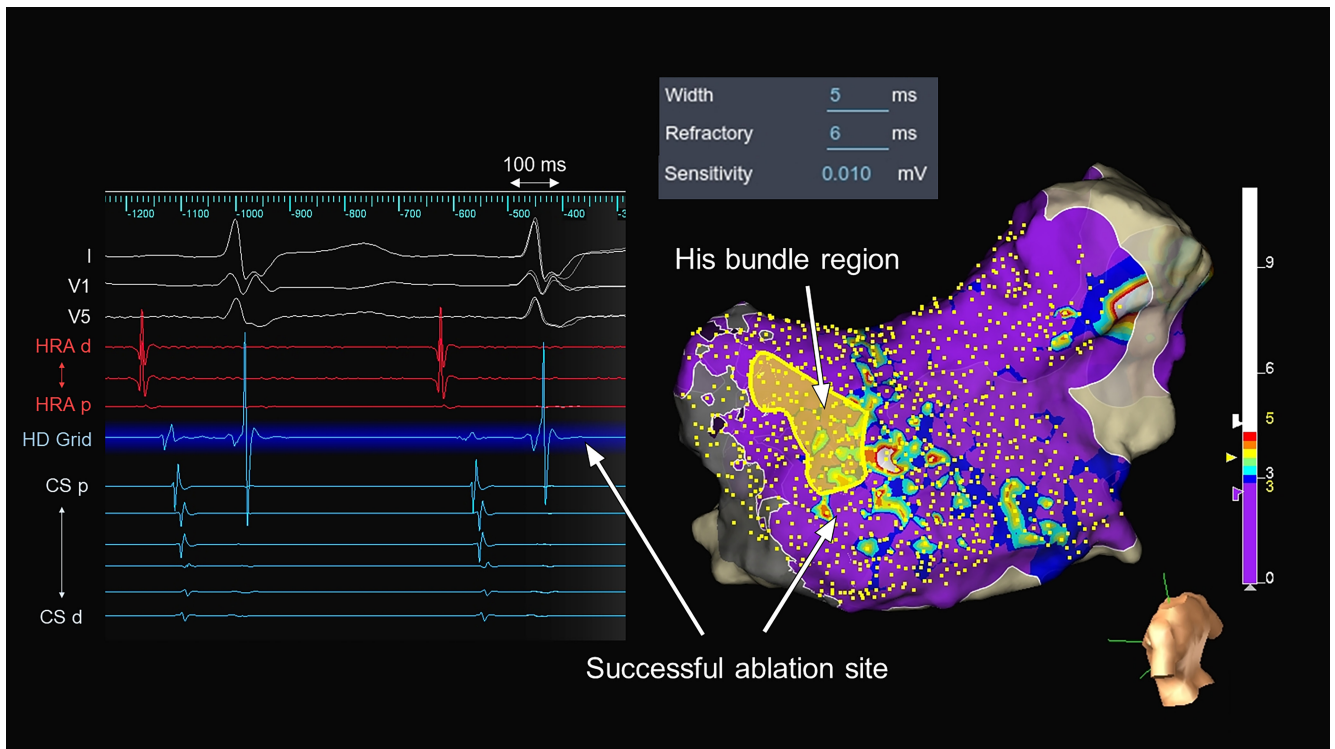 Width 5 ms
Refractory 6 ms
Sensitivity 0.010 mV
100 ms
-1200 -1100 -1000 -900 -800 -700 -600 -500 -400 -3
I
V1
V5
HRA d
HRA p
HD Grid
CS p
CS d
His bundle region
Successful ablation site
9
6
5
3
3
0